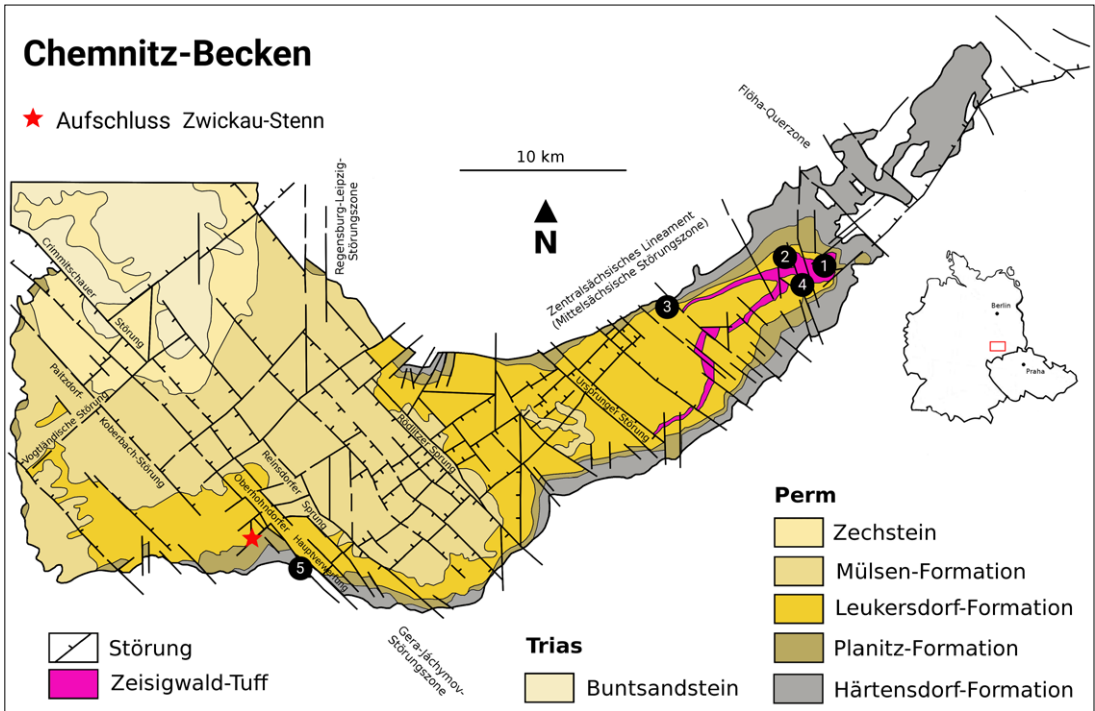 Chemnitz-Becken
Aufschluss Zwickau-Stenn
Flöha-Querzone
10 km
N
Regensburg-Leipzig-
Störungszone
Zentralsächsisches Lineament
(Mittelsächsische Störungszone)
1
2
3
4
5
Berlin
Praha
Crimmitschauer
Störung
Paitzdorf-
Vogtländische Störung
Koberbach-Störung
Rödlitzer Sprung
Ursprunger Störung
Reinsdorfer
Sprung
Oberhohndorfer
Hauptverwerfung
Gera-Jáchymov-
Störungszone
Störung
Zeisigwald-Tuff
Trias
Buntsandstein
Perm
Zechstein
Mülsen-Formation
Leukersdorf-Formation
Planitz-Formation
Härtensdorf-Formation